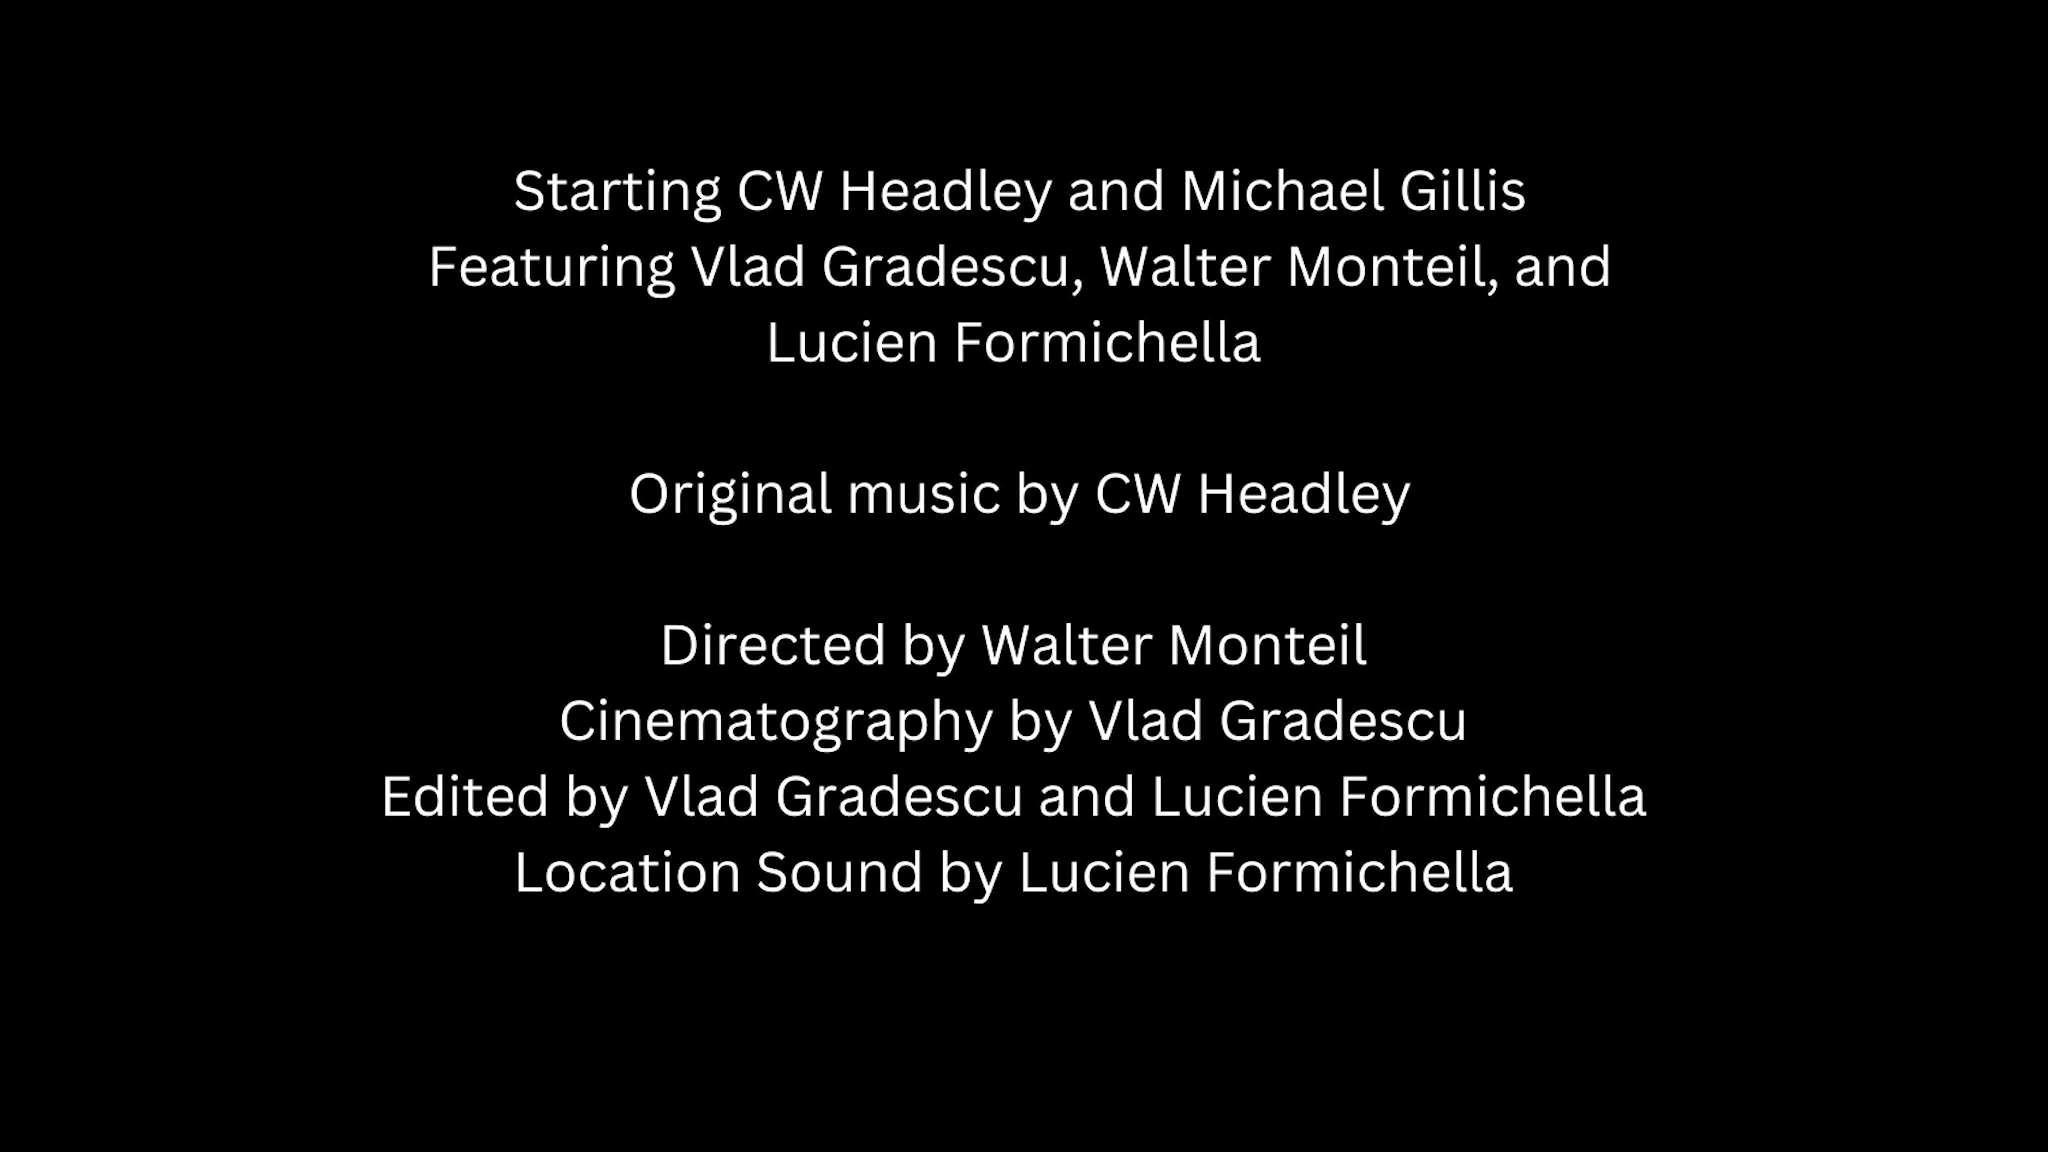 Starting CW Headley and Michael Gillis
Featuring Vlad Gradescu, Walter Monteil, and
Lucien Formichella
Original music by CW Headley
Directed by Walter Monteil
Cinematography by Vlad Gradescu
Edited by Vlad Gradescu and Lucien Formichella
Location Sound by Lucien Formichella